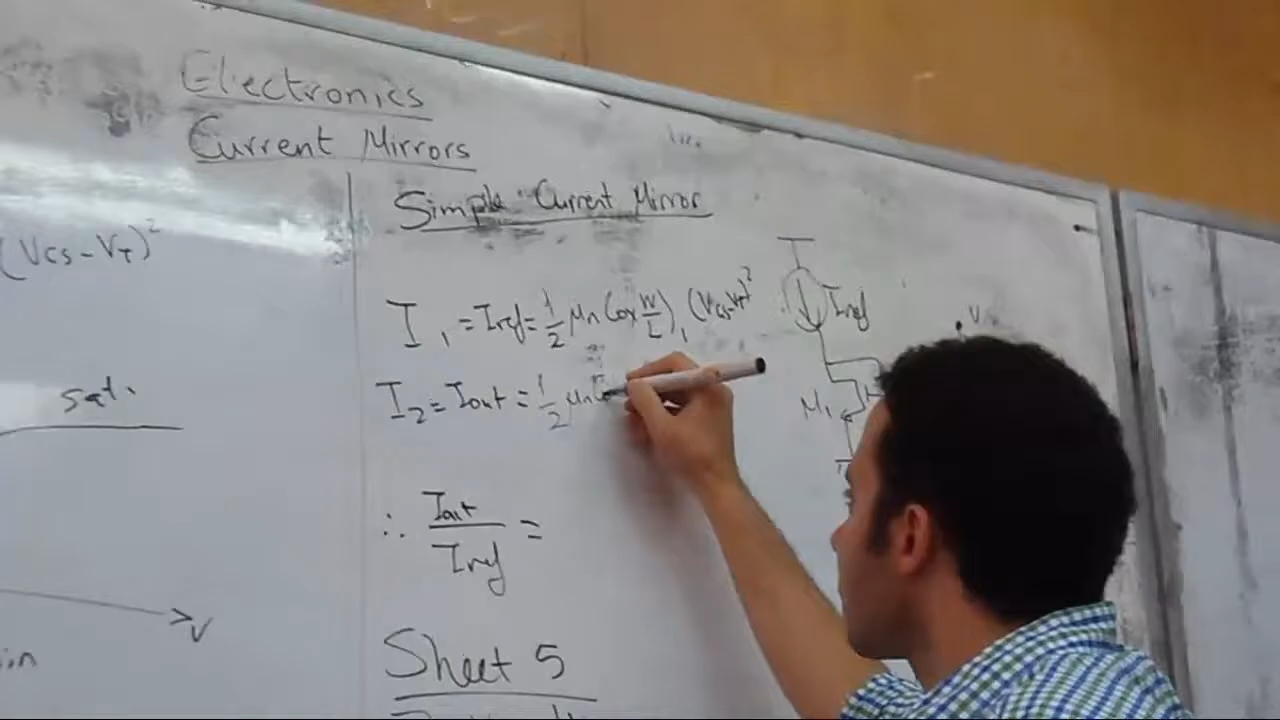 Electronics
Current Mirrors
Simple Current Mirror
(VGS-VT)²
I1 = Iref = 1/2 μn Cox W/L)1 (VGS-VT)²
Iref
V
I2 = Iout = 1/2 μn
M1
sat.
∴ Iout/Iref =
V
Sheet 5